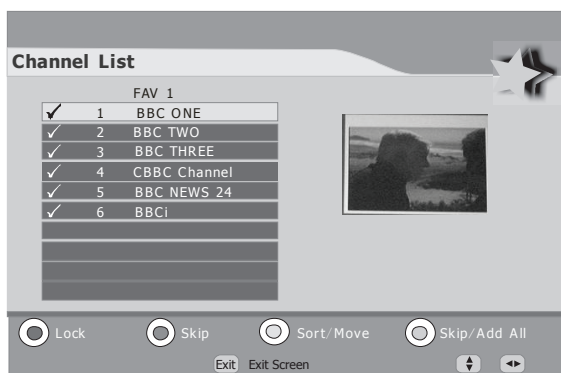 Channel List
FAV 1
1 BBC ONE
2 BBC TWO
3 BBC THREE
4 CBBC Channel
5 BBC NEWS 24
6 BBCi
Lock Skip Sort/Move Skip/Add All
Exit Exit Screen